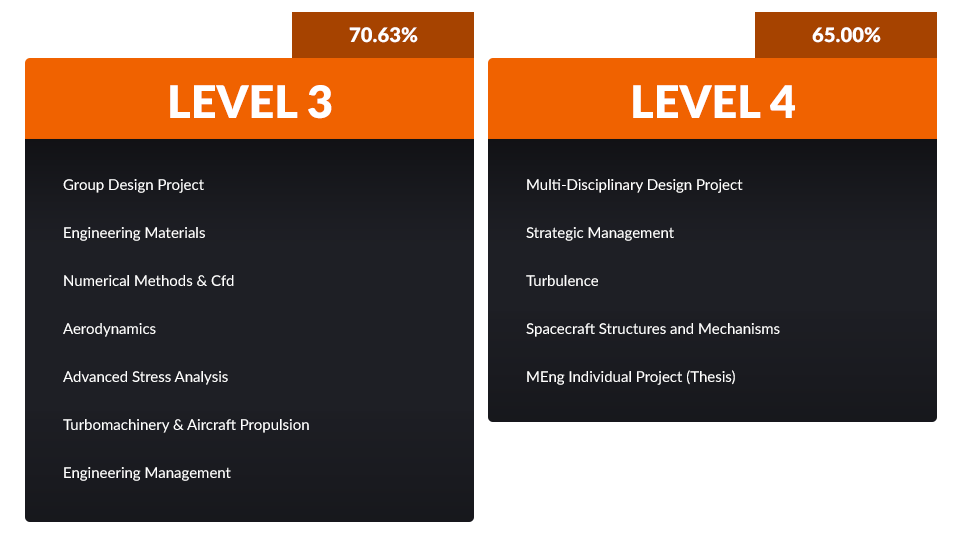 70.63%
LEVEL 3
Group Design Project
Engineering Materials
Numerical Methods & Cfd
Aerodynamics
Advanced Stress Analysis
Turbomachinery & Aircraft Propulsion
Engineering Management
65.00%
LEVEL 4
Multi-Disciplinary Design Project
Strategic Management
Turbulence
Spacecraft Structures and Mechanisms
MEng Individual Project (Thesis)